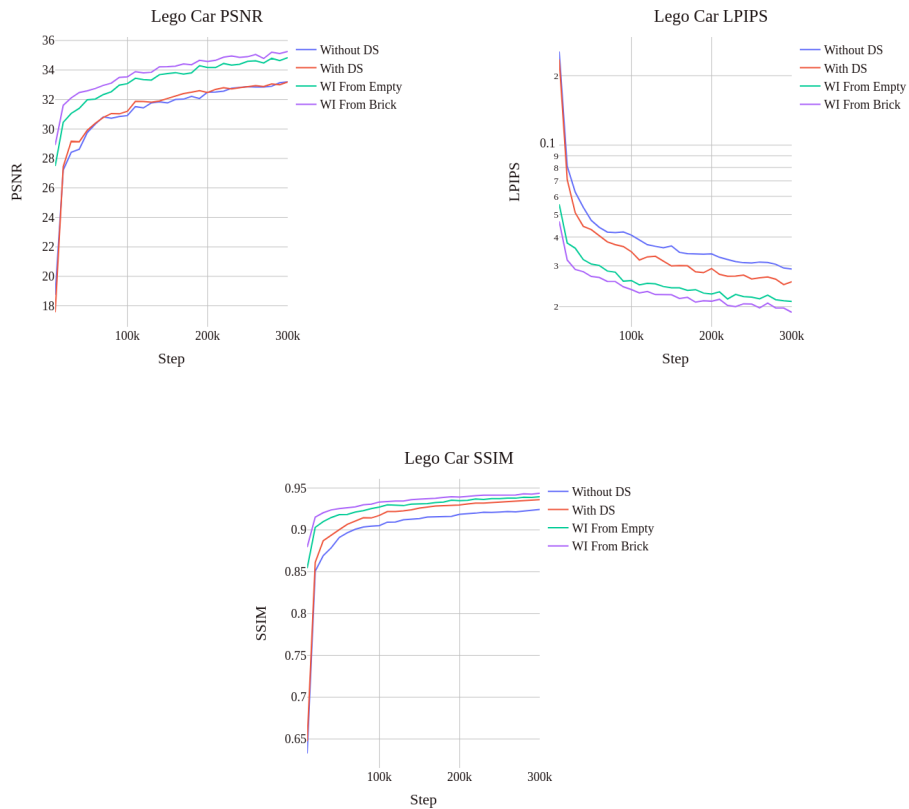 Lego Car PSNR
36
34
32
30
28
26
24
22
20
18
PSNR
100k
200k
300k
Step
Without DS
With DS
WI From Empty
WI From Brick
Lego Car LPIPS
2
0.1
9
8
7
6
5
4
3
2
LPIPS
100k
200k
300k
Step
Without DS
With DS
WI From Empty
WI From Brick
Lego Car SSIM
0.95
0.9
0.85
0.8
0.75
0.7
0.65
SSIM
100k
200k
300k
Step
Without DS
With DS
WI From Empty
WI From Brick